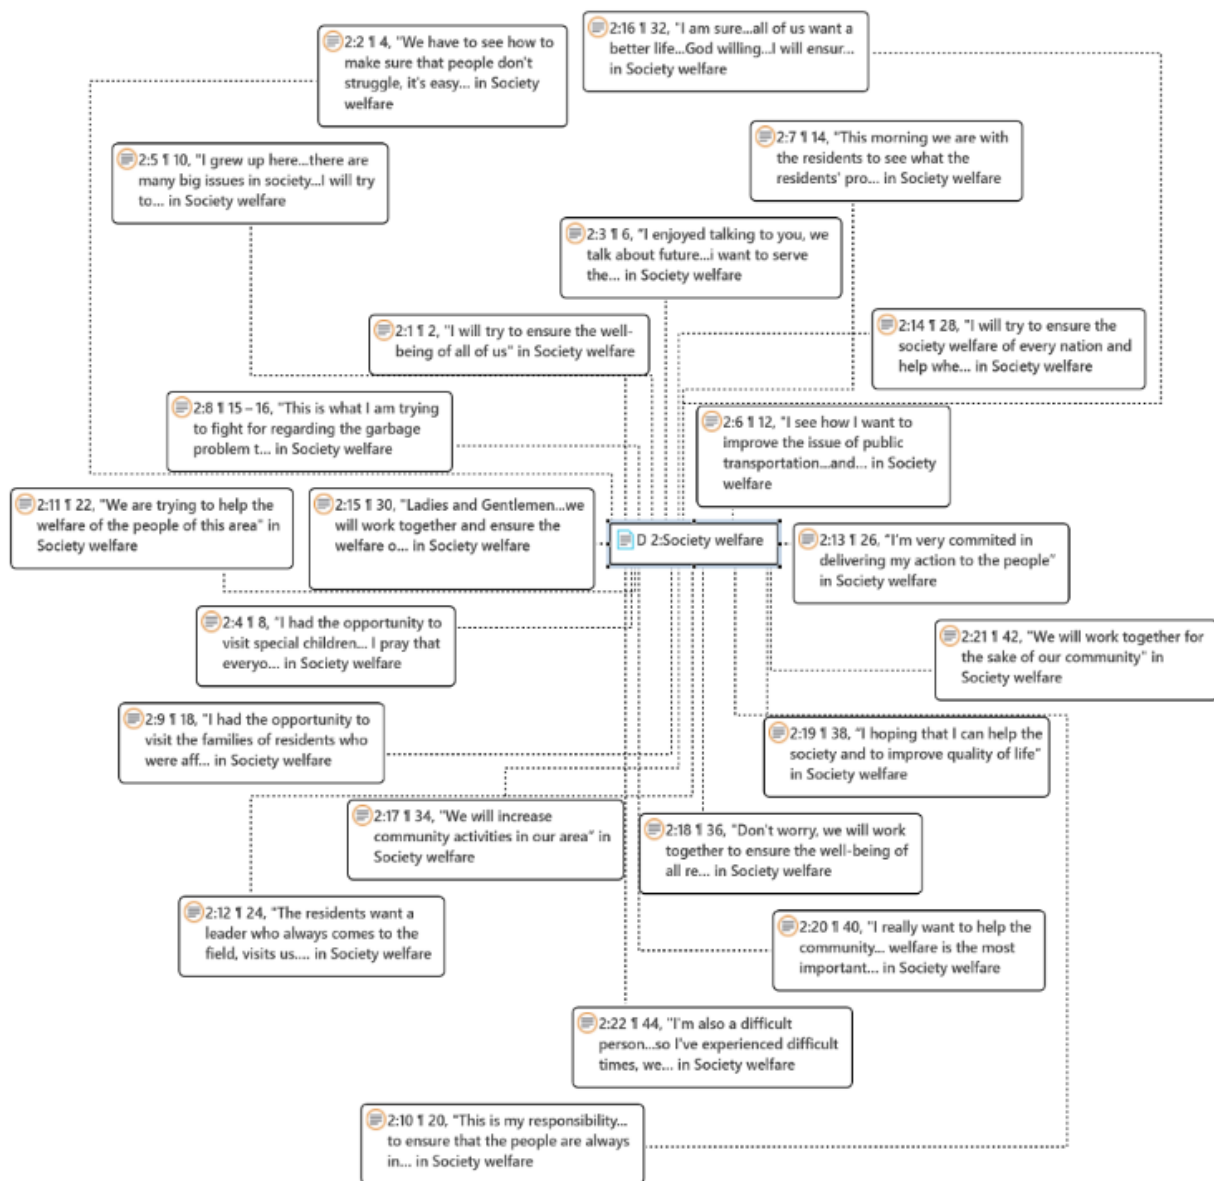 2:16 ¶ 32, "I am sure...all of us want a
better life...God willing...I will ensur...
in Society welfare
2:2 ¶ 4, "We have to see how to
make sure that people don't
struggle, it's easy... in Society
welfare
2:7 ¶ 14, "This morning we are with
the residents to see what the
residents' pro... in Society welfare
2:5 ¶ 10, "I grew up here...there are
many big issues in society...I will try
to... in Society welfare
2:3 ¶ 6, "I enjoyed talking to you, we
talk about future...i want to serve
the... in Society welfare
2:1 ¶ 2, "I will try to ensure the well-
being of all of us" in Society welfare
2:14 ¶ 28, "I will try to ensure the
society welfare of every nation and
help whe... in Society welfare
2:8 ¶ 15 – 16, "This is what I am trying
to fight for regarding the garbage
problem t... in Society welfare
2:6 ¶ 12, "I see how I want to
improve the issue of public
transportation...and... in Society
welfare
2:11 ¶ 22, "We are trying to help the
welfare of the people of this area" in
Society welfare
2:15 ¶ 30, "Ladies and Gentlemen...we
will work together and ensure the
welfare o... in Society welfare
D 2:Society welfare
2:13 ¶ 26, "I'm very commited in
delivering my action to the people"
in Society welfare
2:4 ¶ 8, "I had the opportunity to
visit special children... I pray that
everyo... in Society welfare
2:21 ¶ 42, "We will work together for
the sake of our community" in
Society welfare
2:9 ¶ 18, "I had the opportunity to
visit the families of residents who
were aff... in Society welfare
2:19 ¶ 38, "I hoping that I can help the
society and to improve quality of life"
in Society welfare
2:17 ¶ 34, "We will increase
community activities in our area" in
Society welfare
2:18 ¶ 36, "Don't worry, we will work
together to ensure the well-being of
all re... in Society welfare
2:12 ¶ 24, "The residents want a
leader who always comes to the
field, visits us.... in Society welfare
2:20 ¶ 40, "I really want to help the
community... welfare is the most
important... in Society welfare
2:22 ¶ 44, "I'm also a difficult
person...so I've experienced difficult
times, we... in Society welfare
2:10 ¶ 20, "This is my responsibility...
to ensure that the people are always
in... in Society welfare